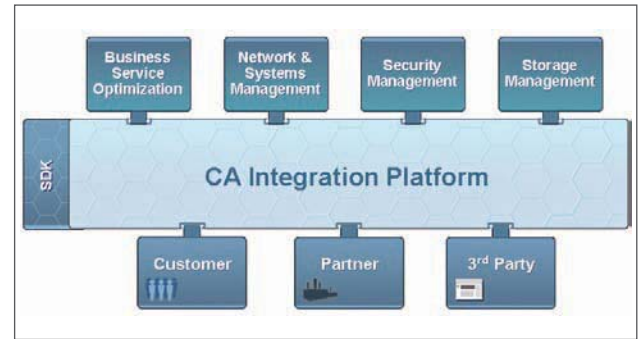 Business
Service
Optimization
Network &
Systems
Management
Security
Management
Storage
Management
SDK
CA Integration Platform
Customer
Partner
3rd Party